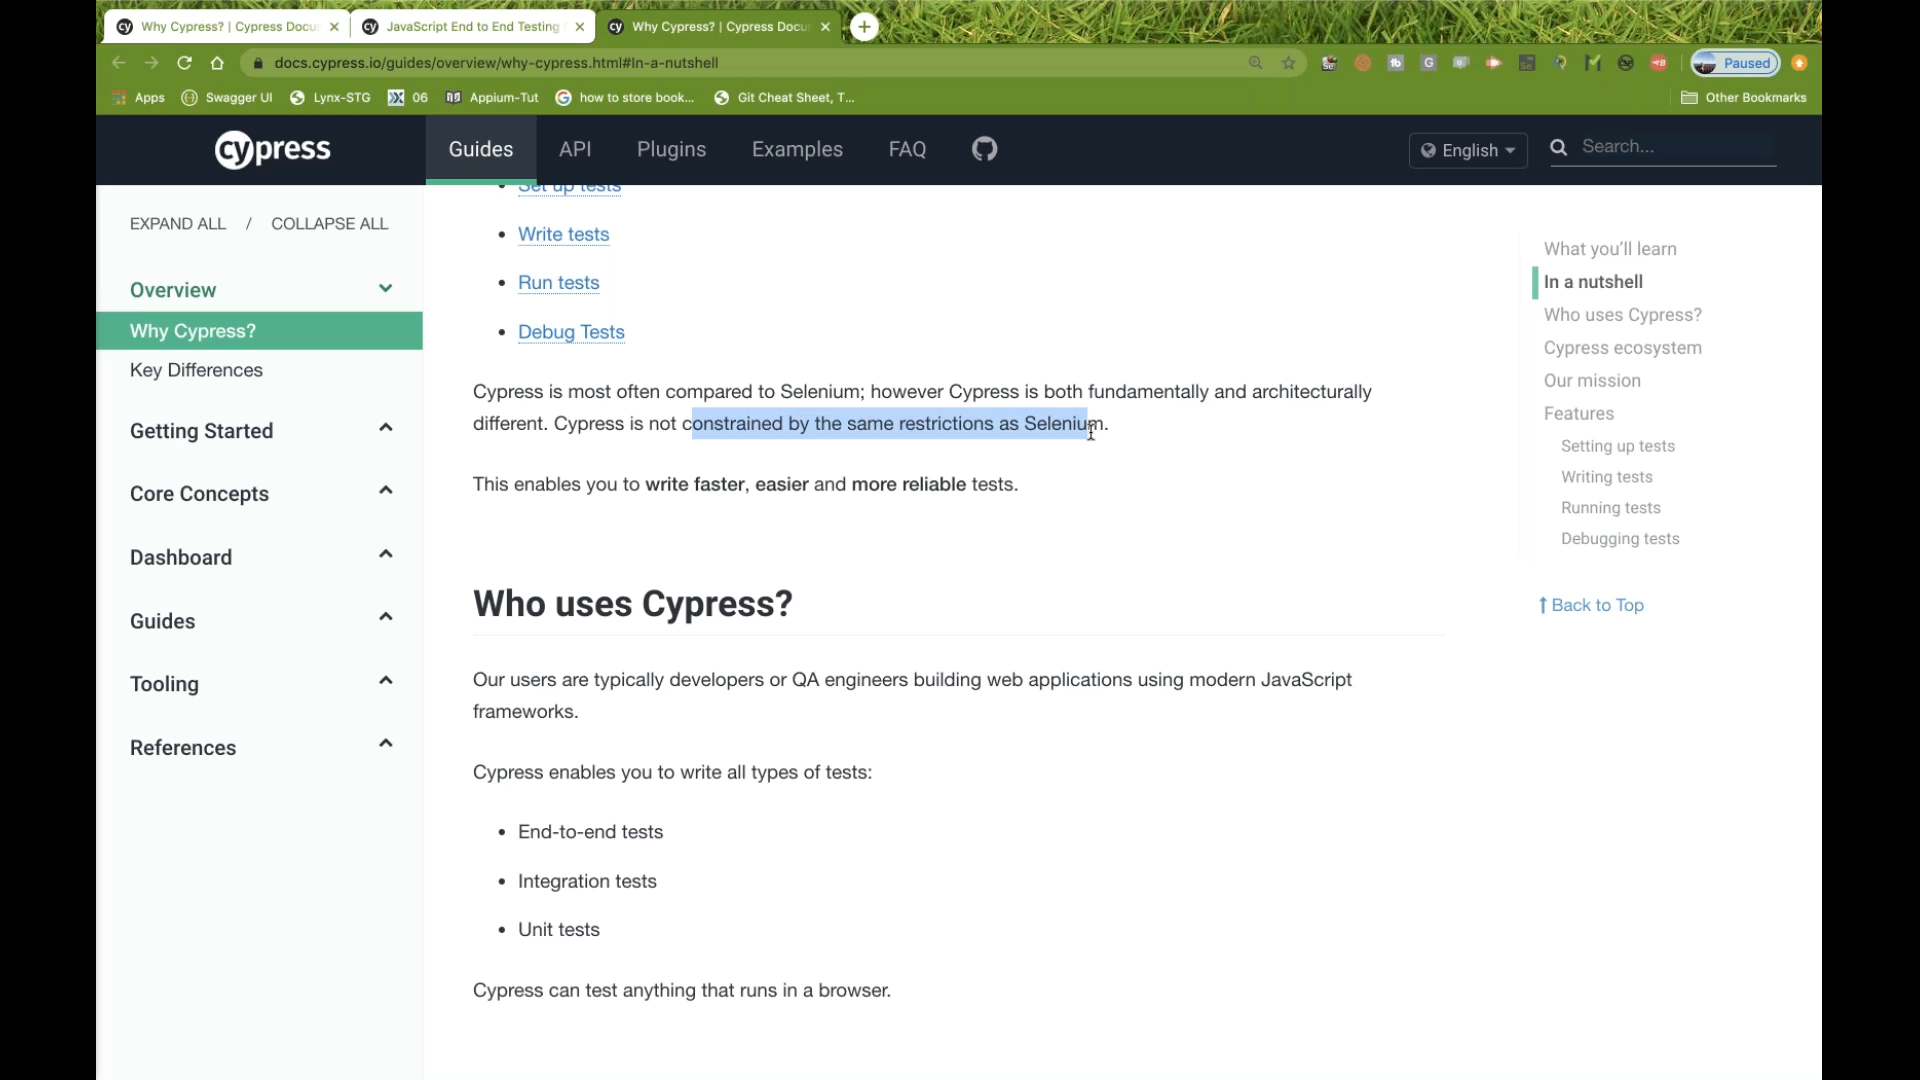 Why Cypress? | Cypress Docu
JavaScript End to End Testing
Why Cypress? | Cypress Docu
docs.cypress.io/guides/overview/why-cypress.html#In-a-nutshell
Paused
Apps
Swagger UI
Lynx-STG
06
Appium-Tut
how to store book...
Git Cheat Sheet, T...
Other Bookmarks
cypress
Guides
API
Plugins
Examples
FAQ
English
Search...
EXPAND ALL / COLLAPSE ALL
Overview
Why Cypress?
Key Differences
Getting Started
Core Concepts
Dashboard
Guides
Tooling
References
Set up tests
Write tests
Run tests
Debug Tests
Cypress is most often compared to Selenium; however Cypress is both fundamentally and architecturally
different. Cypress is not constrained by the same restrictions as Selenium.
This enables you to write faster, easier and more reliable tests.
Who uses Cypress?
Our users are typically developers or QA engineers building web applications using modern JavaScript
frameworks.
Cypress enables you to write all types of tests:
End-to-end tests
Integration tests
Unit tests
Cypress can test anything that runs in a browser.
What you'll learn
In a nutshell
Who uses Cypress?
Cypress ecosystem
Our mission
Features
Setting up tests
Writing tests
Running tests
Debugging tests
Back to Top